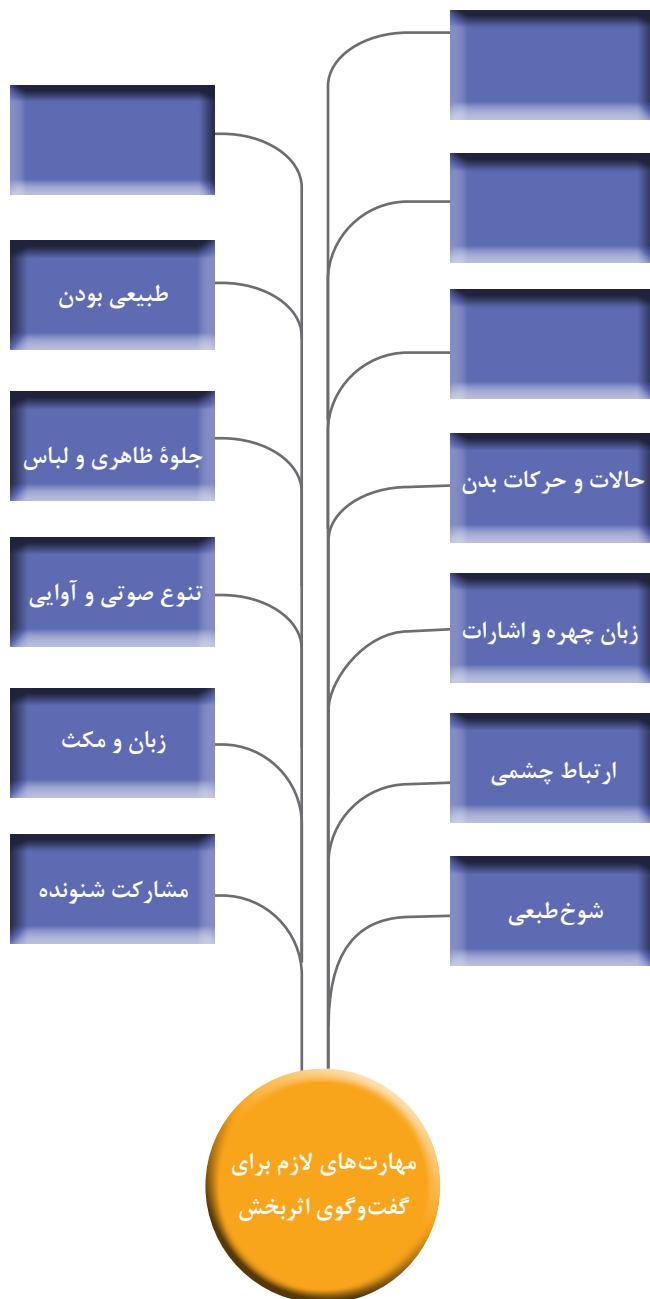 حالات و حرکات بدن
زبان چهره و اشارات
ارتباط چشمی
شوخ‌طبعی
طبیعی بودن
جلوۀ ظاهری و لباس
تنوع صوتی و آوایی
زبان و مکث
مشارکت شنونده
مهارت‌های لازم برای
گفت‌وگوی اثربخش